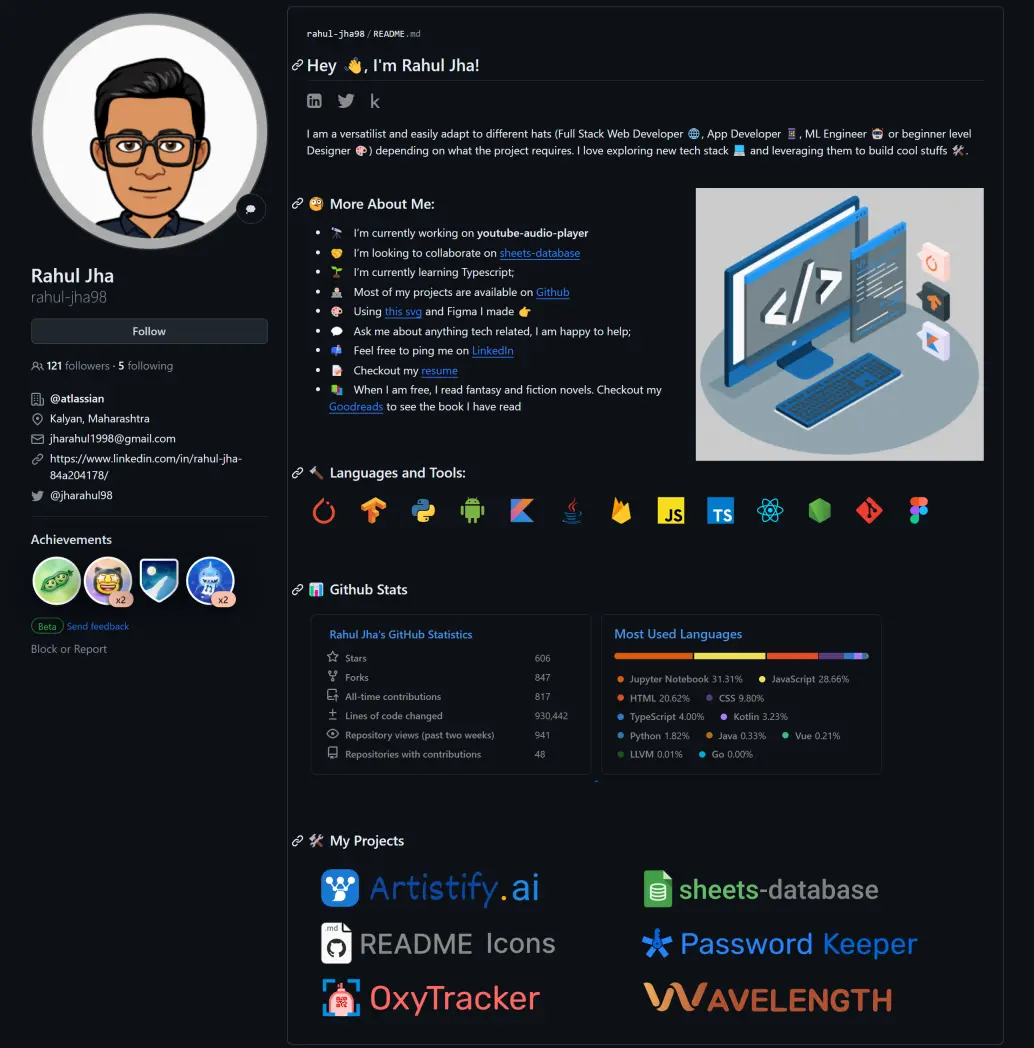 Rahul Jha
rahul-jha98
Follow
121 followers · 5 following
@atlassian
Kalyan, Maharashtra
jharahul1998@gmail.com
https://www.linkedin.com/in/rahul-jha-
84a204178/
@jharahul98
Achievements
x2
x2
Beta Send feedback
Block or Report
rahul-jha98/README.md
Hey 👋, I'm Rahul Jha!
in k
I am a versatilist and easily adapt to different hats (Full Stack Web Developer 🌐, App Developer 📱, ML Engineer 🤖 or beginner level
Designer 🎨) depending on what the project requires. I love exploring new tech stack 💻 and leveraging them to build cool stuffs 🛠️.
🧐 More About Me:
🔭 I'm currently working on youtube-audio-player
🤝 I'm looking to collaborate on sheets-database
🌱 I'm currently learning Typescript;
👨‍💻 Most of my projects are available on Github
🎨 Using this svg and Figma I made 👉
💬 Ask me about anything tech related, I am happy to help;
📫 Feel free to ping me on LinkedIn
📝 Checkout my resume
📚 When I am free, I read fantasy and fiction novels. Checkout my
Goodreads to see the book I have read
</>
🔨 Languages and Tools:
JS TS
📊 Github Stats
Rahul Jha's GitHub Statistics
Stars 606
Forks 847
All-time contributions 817
Lines of code changed 930,442
Repository views (past two weeks) 941
Repositories with contributions 48
Most Used Languages
Jupyter Notebook 31.31% JavaScript 28.66%
HTML 20.62% CSS 9.80%
TypeScript 4.00% Kotlin 3.23%
Python 1.82% Java 0.33% Vue 0.21%
LLVM 0.01% Go 0.00%
🛠️ My Projects
Artistify.ai sheets-database
.md README Icons Password Keeper
OxyTracker WAVELENGTH